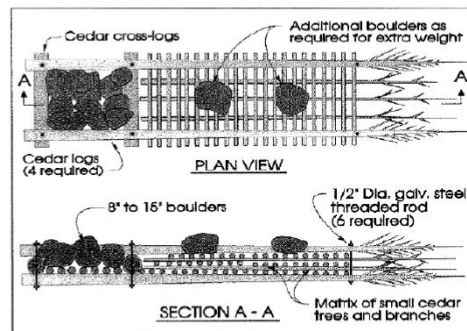 Cedar cross-logs
Additional boulders as
required for extra weight
A
A
Cedar logs
(4 required)
PLAN VIEW
8" to 15" boulders
1/2" Dia. galv. steel
threaded rod
(6 required)
Matrix of small cedar
trees and branches
SECTION A - A